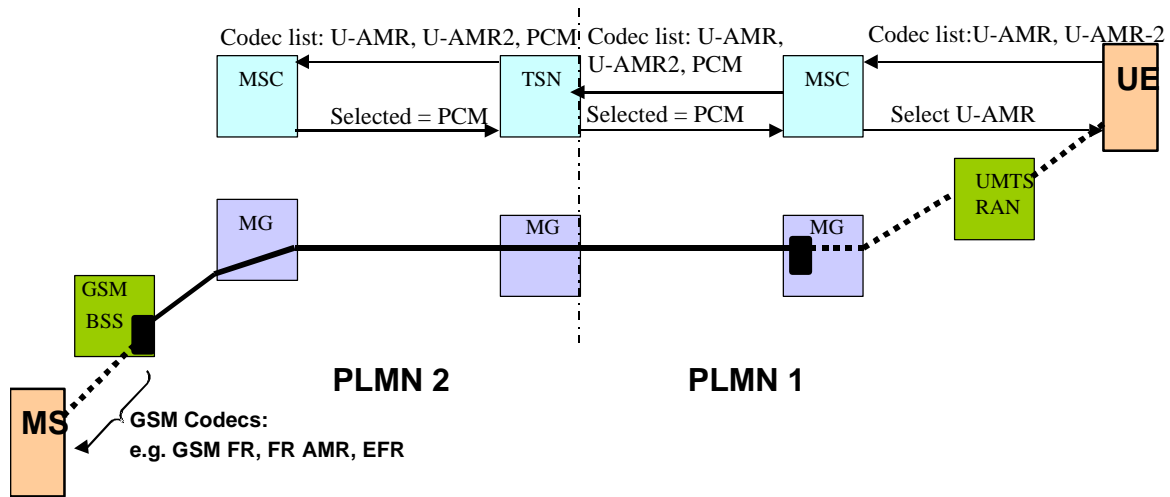 Codec list: U-AMR, U-AMR2, PCM
Codec list: U-AMR,
U-AMR2, PCM
Codec list:U-AMR, U-AMR-2
MSC
TSN
MSC
UE
Selected = PCM
Selected = PCM
Select U-AMR
UMTS
RAN
MG
MG
MG
GSM
BSS
PLMN 2
PLMN 1
MS
GSM Codecs:
e.g. GSM FR, FR AMR, EFR